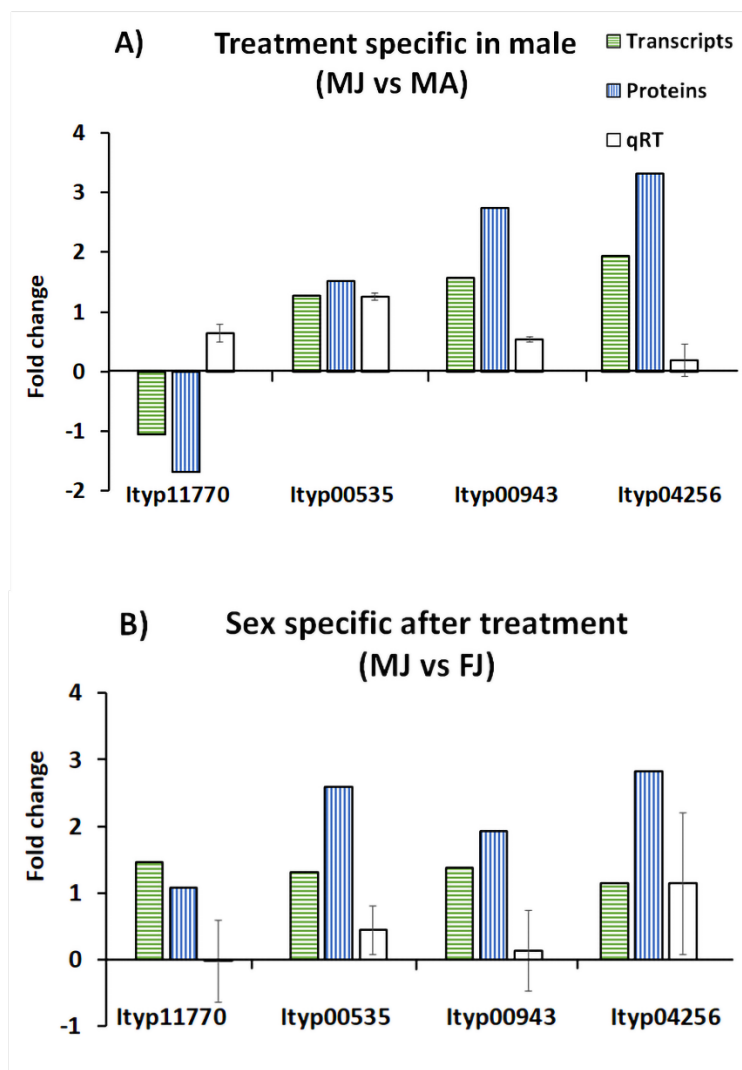 A) Treatment specific in male
(MJ vs MA)
Transcripts
Proteins
qRT
4
3
2
1
0
-1
-2
Fold change
Ityp11770 Ityp00535 Ityp00943 Ityp04256
B) Sex specific after treatment
(MJ vs FJ)
4
3
2
1
0
-1
Fold change
Ityp11770 Ityp00535 Ityp00943 Ityp04256